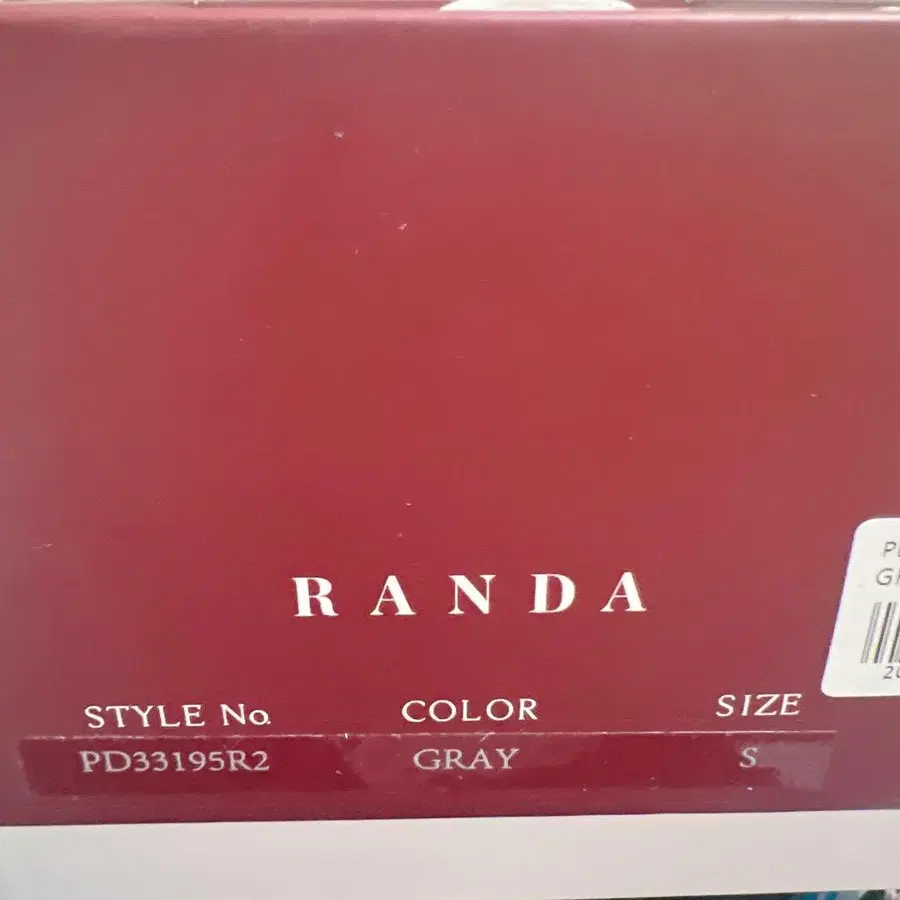 RANDA
STYLE No. COLOR SIZE
PD33195R2 GRAY S